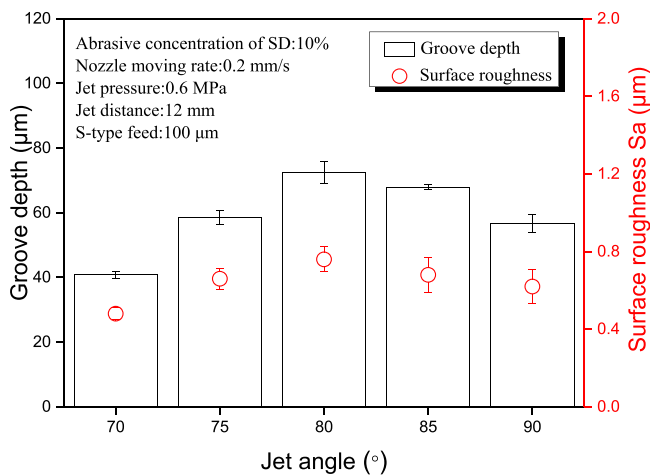 Abrasive concentration of SD:10%
Nozzle moving rate:0.2 mm/s
Jet pressure:0.6 MPa
Jet distance:12 mm
S-type feed:100 μm
Groove depth
Surface roughness
Groove depth (μm)
120
100
80
60
40
20
0
Surface roughness Sa (μm)
2.0
1.6
1.2
0.8
0.4
0.0
70 75 80 85 90
Jet angle (°)